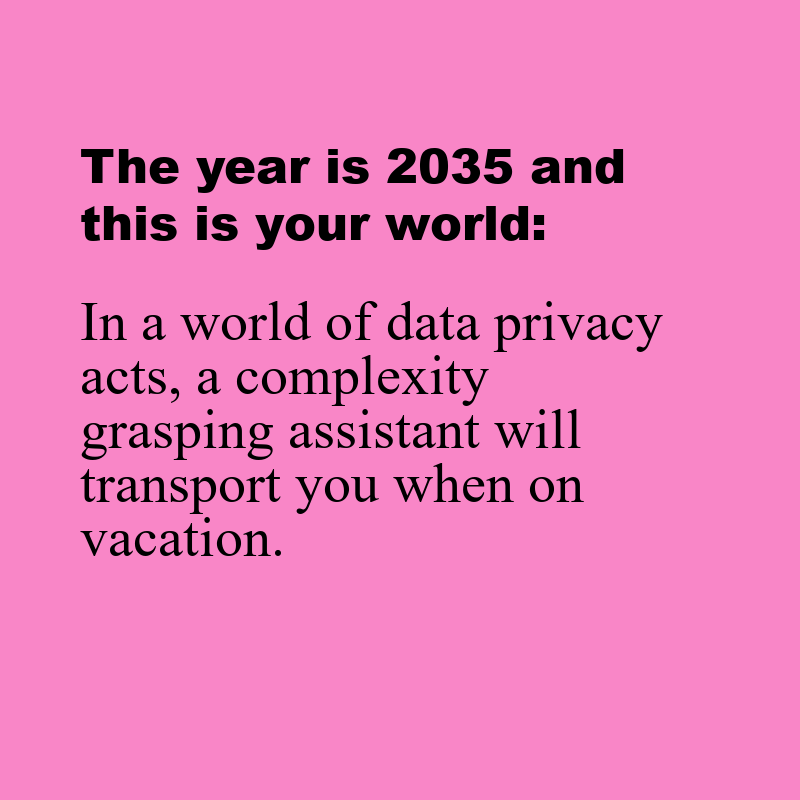 The year is 2035 and
this is your world:
In a world of data privacy
acts, a complexity
grasping assistant will
transport you when on
vacation.